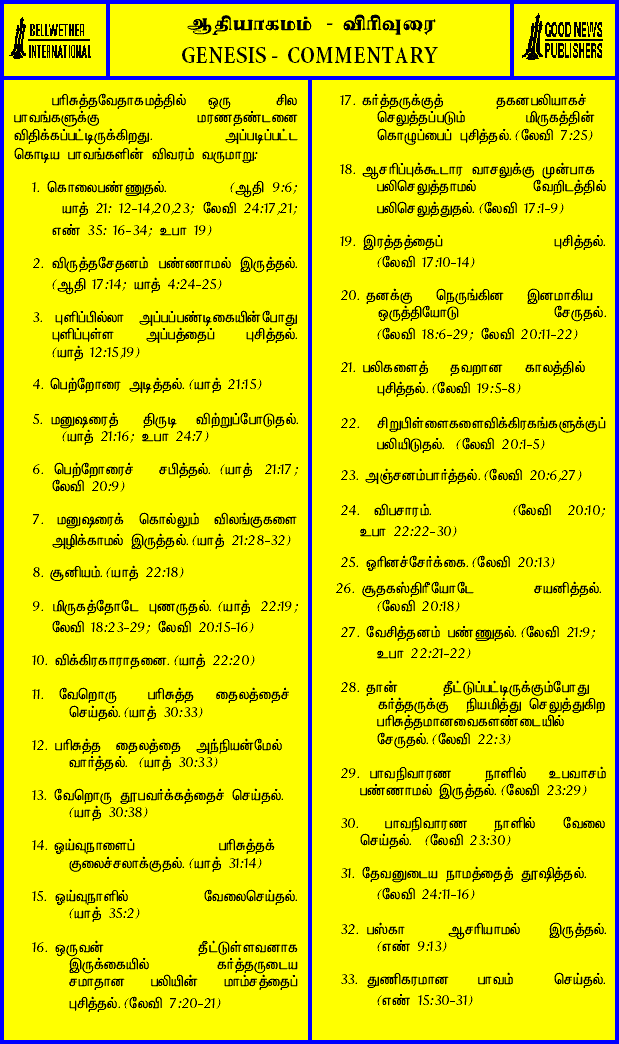 BELLWETHER
INTERNATIONAL
ஆதியாகமம் - விரிவுரை
GENESIS - COMMENTARY
GOOD NEWS
PUBLISHERS
பரிசுத்தவேதாகமத்தில் ஒரு சில
பாவங்களுக்கு மரணதண்டனை
விதிக்கப்பட்டிருக்கிறது. அப்படிப்பட்ட
கொடிய பாவங்களின் விவரம் வருமாறு:
1. கொலைபண்ணுதல். (ஆதி 9:6;
யாத் 21: 12-14,20,23; லேவி 24:17,21;
எண் 35: 16-34; உபா 19)
2. விருத்தசேதனம் பண்ணாமல் இருத்தல்.
(ஆதி 17:14; யாத் 4:24-25)
3. புளிப்பில்லா அப்பப்பண்டிகையின்போது
புளிப்புள்ள அப்பத்தைப் புசித்தல்.
(யாத் 12:15,19)
4. பெற்றோரை அடித்தல். (யாத் 21:15)
5. மனுஷரைத் திருடி விற்றுப்போடுதல்.
(யாத் 21:16; உபா 24:7)
6. பெற்றோரைச் சபித்தல். (யாத் 21:17;
லேவி 20:9)
7. மனுஷரைக் கொல்லும் விலங்குகளை
அழிக்காமல் இருத்தல். (யாத் 21:28-32)
8. சூனியம். (யாத் 22:18)
9. மிருகத்தோடே புணருதல். (யாத் 22:19;
லேவி 18:23-29; லேவி 20:15-16)
10. விக்கிரகாராதனை. (யாத் 22:20)
11. வேறொரு பரிசுத்த தைலத்தைச்
செய்தல். (யாத் 30:33)
12. பரிசுத்த தைலத்தை அந்நியன்மேல்
வார்த்தல். (யாத் 30:33)
13. வேறொரு தூபவர்க்கத்தைச் செய்தல்.
(யாத் 30:38)
14. ஓய்வுநாளைப் பரிசுத்தக்
குலைச்சலாக்குதல். (யாத் 31:14)
15. ஓய்வுநாளில் வேலைசெய்தல்.
(யாத் 35:2)
16. ஒருவன் தீட்டுள்ளவனாக
இருக்கையில் கர்த்தருடைய
சமாதான பலியின் மாம்சத்தைப்
புசித்தல். (லேவி 7:20-21)
17. கர்த்தருக்குத் தகனபலியாகச்
செலுத்தப்படும் மிருகத்தின்
கொழுப்பைப் புசித்தல். (லேவி 7:25)
18. ஆசரிப்புக்கூடார வாசலுக்கு முன்பாக
பலிசெலுத்தாமல் வேறிடத்தில்
பலிசெலுத்துதல். (லேவி 17:1-9)
19. இரத்தத்தைப் புசித்தல்.
(லேவி 17:10-14)
20. தனக்கு நெருங்கின இனமாகிய
ஒருத்தியோடு சேருதல்.
(லேவி 18:6-29; லேவி 20:11-22)
21. பலிகளைத் தவறான காலத்தில்
புசித்தல். (லேவி 19:5-8)
22. சிறுபிள்ளைகளைவிக்கிரகங்களுக்குப்
பலியிடுதல். (லேவி 20:1-5)
23. அஞ்சனம்பார்த்தல். (லேவி 20:6,27)
24. விபசாரம். (லேவி 20:10;
உபா 22:22-30)
25. ஓரினச்சேர்க்கை. (லேவி 20:13)
26. சூதகஸ்திரீயோடே சயனித்தல்.
(லேவி 20:18)
27. வேசித்தனம் பண்ணுதல். (லேவி 21:9;
உபா 22:21-22)
28. தான் தீட்டுப்பட்டிருக்கும்போது
கர்த்தருக்கு நியமித்து செலுத்துகிற
பரிசுத்தமானவைகளண்டையில்
சேருதல். (லேவி 22:3)
29. பாவநிவாரண நாளில் உபவாசம்
பண்ணாமல் இருத்தல். (லேவி 23:29)
30. பாவநிவாரண நாளில் வேலை
செய்தல். (லேவி 23:30)
31. தேவனுடைய நாமத்தைத் தூஷித்தல்.
(லேவி 24:11-16)
32. பஸ்கா ஆசரியாமல் இருத்தல்.
(எண் 9:13)
33. துணிகரமான பாவம் செய்தல்.
(எண் 15:30-31)